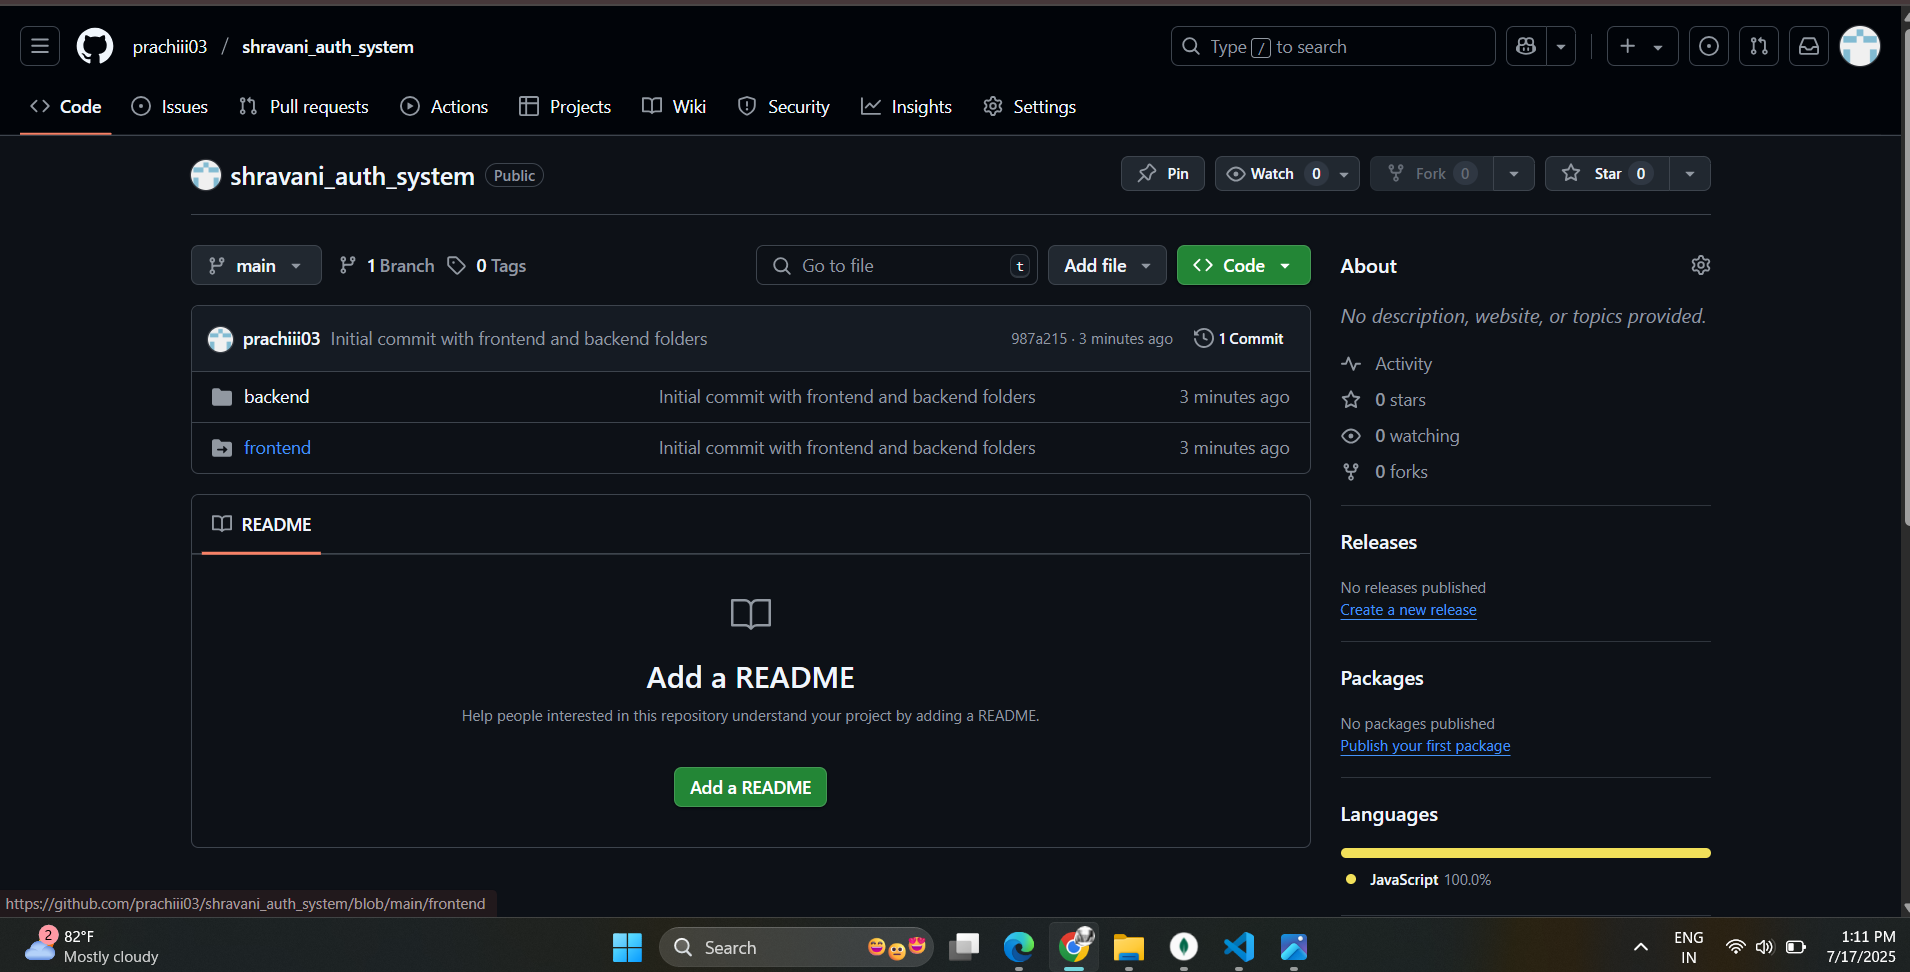 prachiii03 / shravani_auth_system
Type / to search
Code Issues Pull requests Actions Projects Wiki Security Insights Settings
shravani_auth_system Public
Pin Watch 0 Fork 0 Star 0
main 1 Branch 0 Tags
Go to file t Add file Code
prachiii03 Initial commit with frontend and backend folders 987a215 · 3 minutes ago 1 Commit
backend Initial commit with frontend and backend folders 3 minutes ago
frontend Initial commit with frontend and backend folders 3 minutes ago
README
Add a README
Help people interested in this repository understand your project by adding a README.
Add a README
About
No description, website, or topics provided.
Activity
0 stars
0 watching
0 forks
Releases
No releases published
Create a new release
Packages
No packages published
Publish your first package
Languages
JavaScript 100.0%
https://github.com/prachiii03/shravani_auth_system/blob/main/frontend
2
82°F
Mostly cloudy
Search
ENG
IN
1:11 PM
7/17/2025